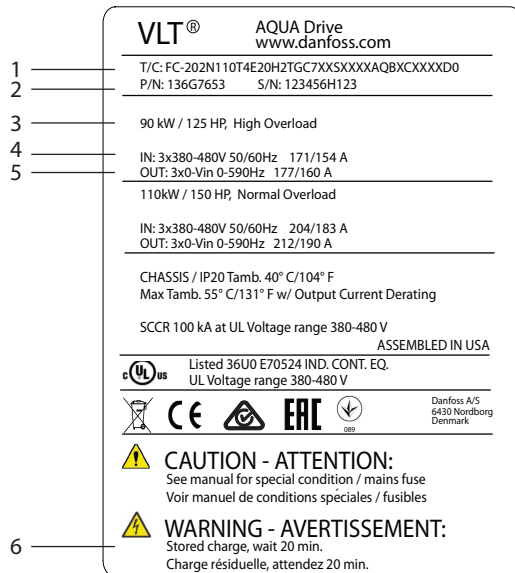 VLT® AQUA Drive
www.danfoss.com
1 T/C: FC-202N110T4E20H2TGC7XXSXXXXAQBXCXXXXD0
2 P/N: 136G7653 S/N: 123456H123
3 90 kW / 125 HP, High Overload
4 IN: 3x380-480V 50/60Hz 171/154 A
5 OUT: 3x0-Vin 0-590Hz 177/160 A
110kW / 150 HP, Normal Overload
IN: 3x380-480V 50/60Hz 204/183 A
OUT: 3x0-Vin 0-590Hz 212/190 A
CHASSIS / IP20 Tamb. 40° C/104° F
Max Tamb. 55° C/131° F w/ Output Current Derating
SCCR 100 kA at UL Voltage range 380-480 V
ASSEMBLED IN USA
c UL us Listed 36U0 E70524 IND. CONT. EQ.
UL Voltage range 380-480 V
CE EAC 089
Danfoss A/S
6430 Nordborg
Denmark
CAUTION - ATTENTION:
See manual for special condition / mains fuse
Voir manuel de conditions spéciales / fusibles
WARNING - AVERTISSEMENT:
6 Stored charge, wait 20 min.
Charge résiduelle, attendez 20 min.